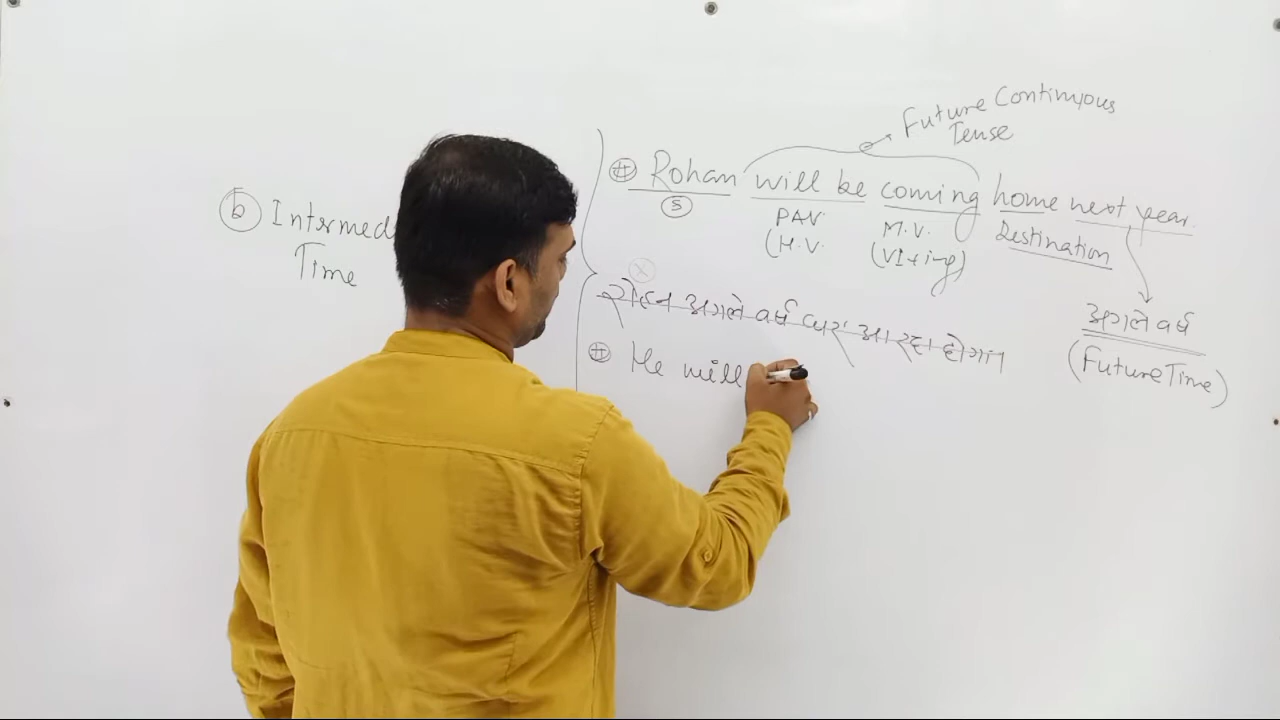 Future Continuous
Tense
# Rohan will be coming home next year.
S
PAV
(H.V.
M.V.
(V1+ing)
Destination
b Intermed
Time
x
रोहन अगले वर्ष घर आ रहा होगा।
अगले वर्ष
(Future Time)
# He will